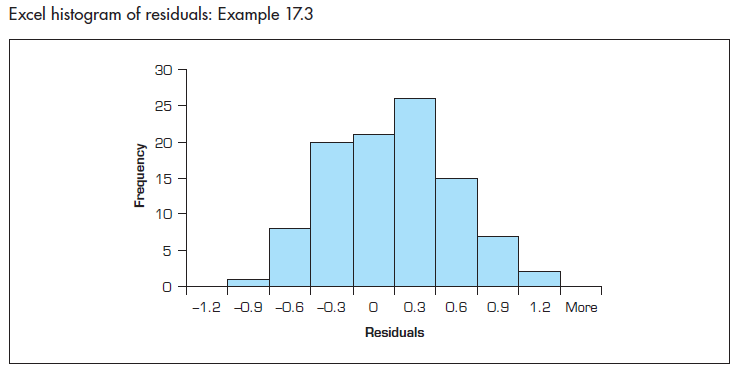 Excel histogram of residuals: Example 17.3
30
25
20
15
10
5
0
Frequency
–1.2 –0.9 –0.6 –0.3 0 0.3 0.6 0.9 1.2 More
Residuals